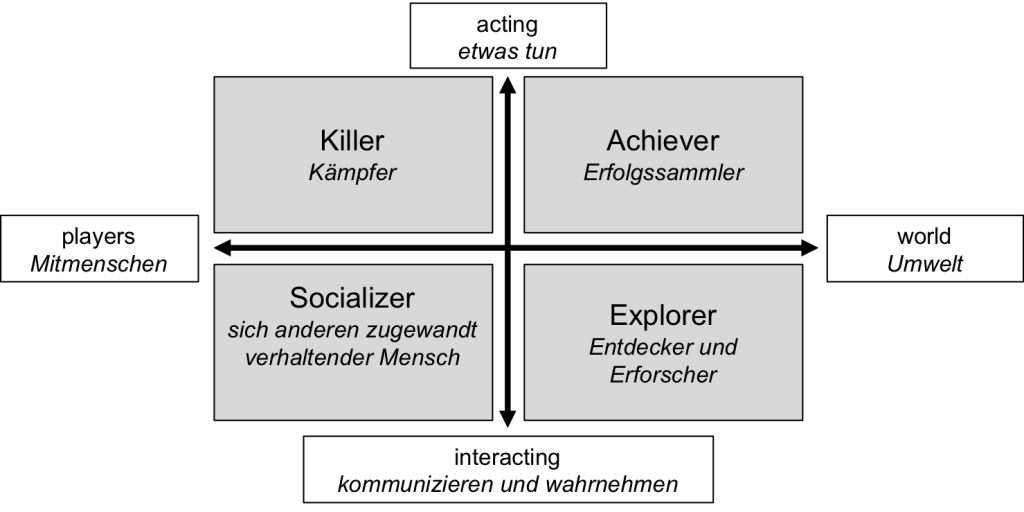 acting
etwas tun
Killer
Kämpfer
Achiever
Erfolgssammler
players
Mitmenschen
world
Umwelt
Socializer
sich anderen zugewandt
verhaltender Mensch
Explorer
Entdecker und
Erforscher
interacting
kommunizieren und wahrnehmen